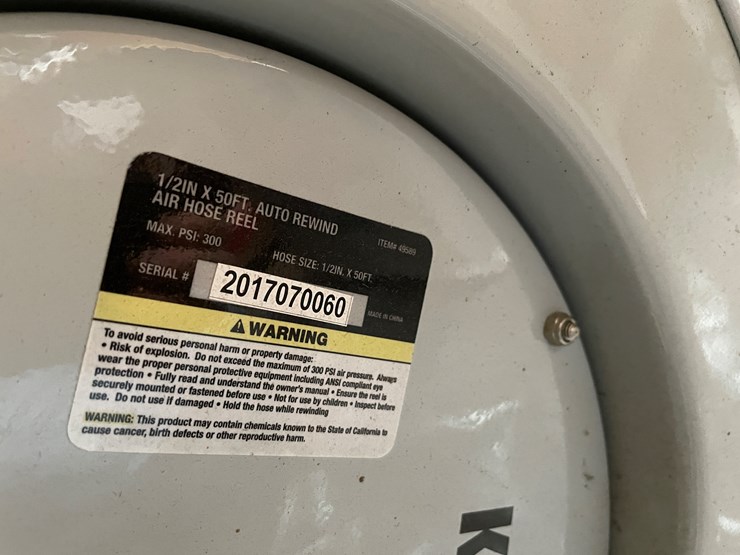 1/2IN X 50FT. AUTO REWIND
AIR HOSE REEL
ITEM# 49589
MAX. PSI: 300
HOSE SIZE: 1/2IN. X 50FT.
SERIAL #
2017070060
MADE IN CHINA
WARNING
To avoid serious personal harm or property damage:
• Risk of explosion. Do not exceed the maximum of 300 PSI air pressure. Always
wear the proper personal protective equipment including ANSI compliant eye
protection • Fully read and understand the owner's manual • Ensure the reel is
securely mounted or fastened before use • Not for use by children • Inspect before
use. Do not use if damaged • Hold the hose while rewinding
WARNING: This product may contain chemicals known to the State of California to
cause cancer, birth defects or other reproductive harm.
K